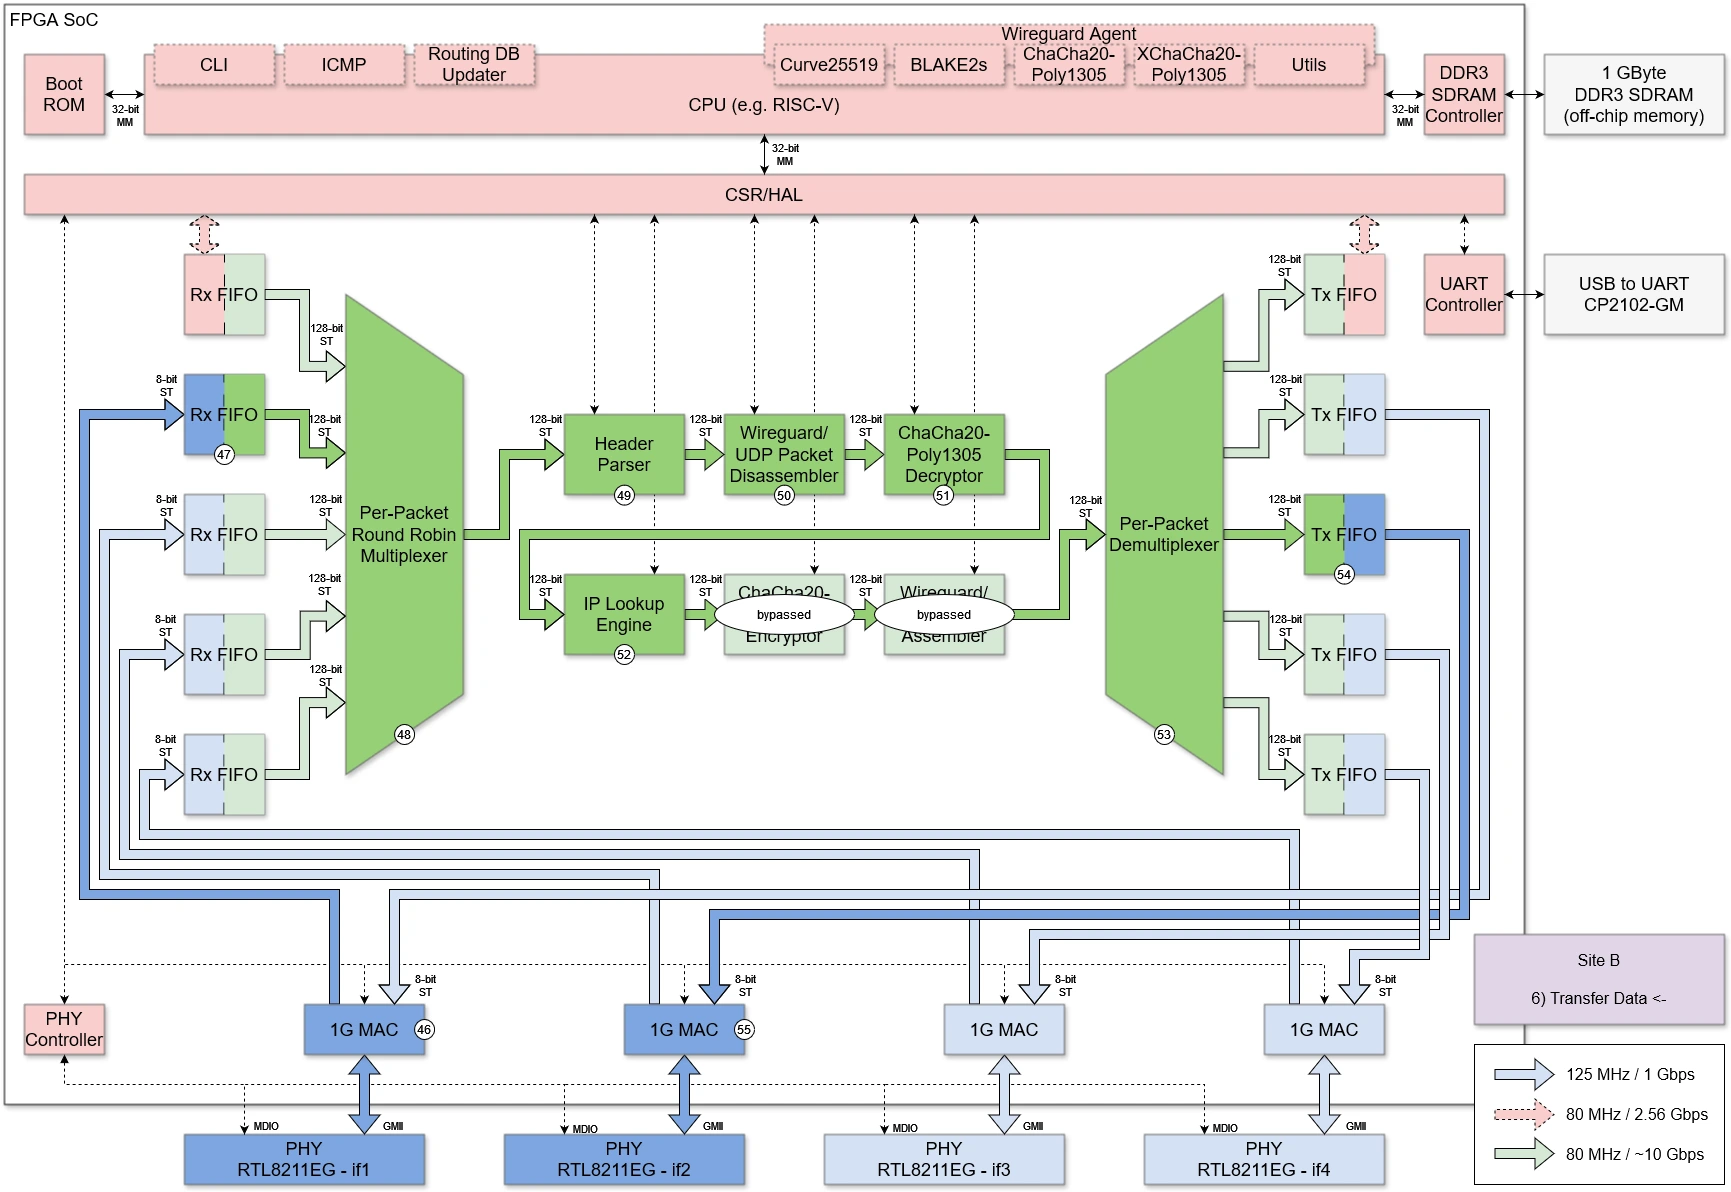 FPGA SoC
Boot
ROM
32-bit
MM
CLI
ICMP
Routing DB
Updater
Wireguard Agent
Curve25519
BLAKE2s
ChaCha20-
Poly1305
XChaCha20-
Poly1305
Utils
CPU (e.g. RISC-V)
32-bit
MM
DDR3
SDRAM
Controller
1 GByte
DDR3 SDRAM
(off-chip memory)
32-bit
MM
CSR/HAL
Rx FIFO
128-bit
ST
8-bit
ST
Rx FIFO
47
128-bit
ST
8-bit
ST
Rx FIFO
128-bit
ST
8-bit
ST
Rx FIFO
128-bit
ST
8-bit
ST
Rx FIFO
128-bit
ST
Per-Packet
Round Robin
Multiplexer
48
128-bit
ST
Header
Parser
49
128-bit
ST
Wireguard/
UDP Packet
Disassembler
50
128-bit
ST
ChaCha20-
Poly1305
Decryptor
51
128-bit
ST
IP Lookup
Engine
52
128-bit
ST
ChaCha20-
bypassed
Encryptor
128-bit
ST
Wireguard/
bypassed
Assembler
128-bit
ST
Per-Packet
Demultiplexer
53
128-bit
ST
Tx FIFO
128-bit
ST
Tx FIFO
128-bit
ST
Tx FIFO
54
128-bit
ST
Tx FIFO
128-bit
ST
Tx FIFO
UART
Controller
USB to UART
CP2102-GM
PHY
Controller
8-bit
ST
1G MAC
46
8-bit
ST
1G MAC
55
8-bit
ST
1G MAC
8-bit
ST
1G MAC
MDIO
GMII
PHY
RTL8211EG - if1
MDIO
GMII
PHY
RTL8211EG - if2
MDIO
GMII
PHY
RTL8211EG - if3
MDIO
GMII
PHY
RTL8211EG - if4
Site B
6) Transfer Data <-
125 MHz / 1 Gbps
80 MHz / 2.56 Gbps
80 MHz / ~10 Gbps